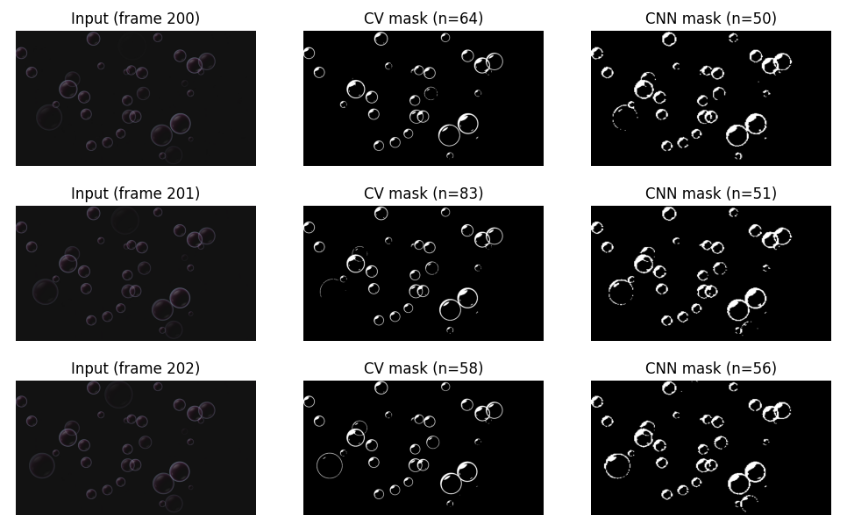 Input (frame 200)
CV mask (n=64)
CNN mask (n=50)
Input (frame 201)
CV mask (n=83)
CNN mask (n=51)
Input (frame 202)
CV mask (n=58)
CNN mask (n=56)